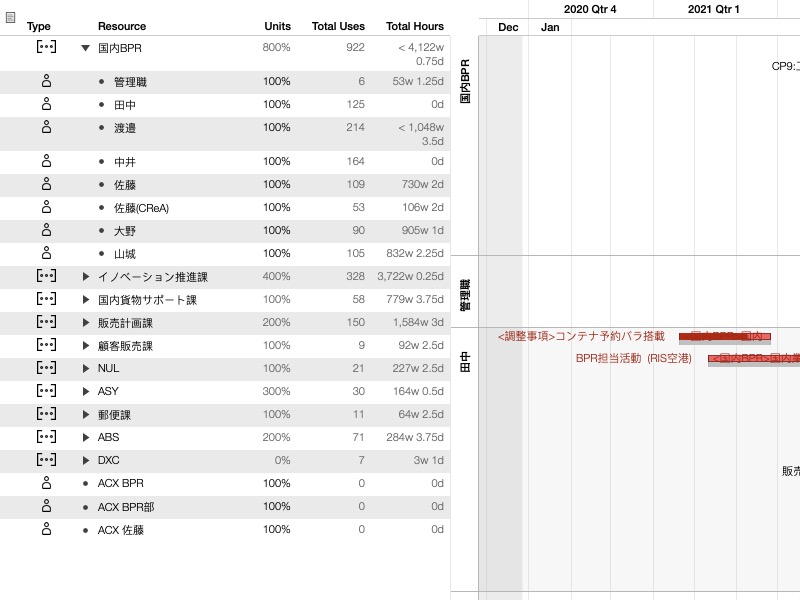 2020 Qtr 4 2021 Qtr 1
Type Resource Units Total Uses Total Hours Dec Jan
国内BPR 800% 922 < 4,122w
0.75d
管理職 100% 6 53w 1.25d
田中 100% 125 0d
渡邉 100% 214 < 1,048w
3.5d
中井 100% 164 0d
佐藤 100% 109 730w 2d
佐藤(CReA) 100% 53 106w 2d
大野 100% 90 905w 1d
山城 100% 105 832w 2.25d
イノベーション推進課 400% 328 3,722w 0.25d
国内貨物サポート課 100% 58 779w 3.75d
販売計画課 200% 150 1,584w 3d
顧客販売課 100% 9 92w 2.5d
NUL 100% 21 227w 2.5d
ASY 300% 30 164w 0.5d
郵便課 100% 11 64w 2.5d
ABS 200% 71 284w 3.75d
DXC 0% 7 3w 1d
ACX BPR 100% 0 0d
ACX BPR部 100% 0 0d
ACX 佐藤 100% 0 0d
国内BPR
CP9:
管理職
田中
<調整事項>コンテナ予約バラ搭載 国内BPR 国内
BPR担当活動 (RIS空港) <国内BPR>国内業
販売